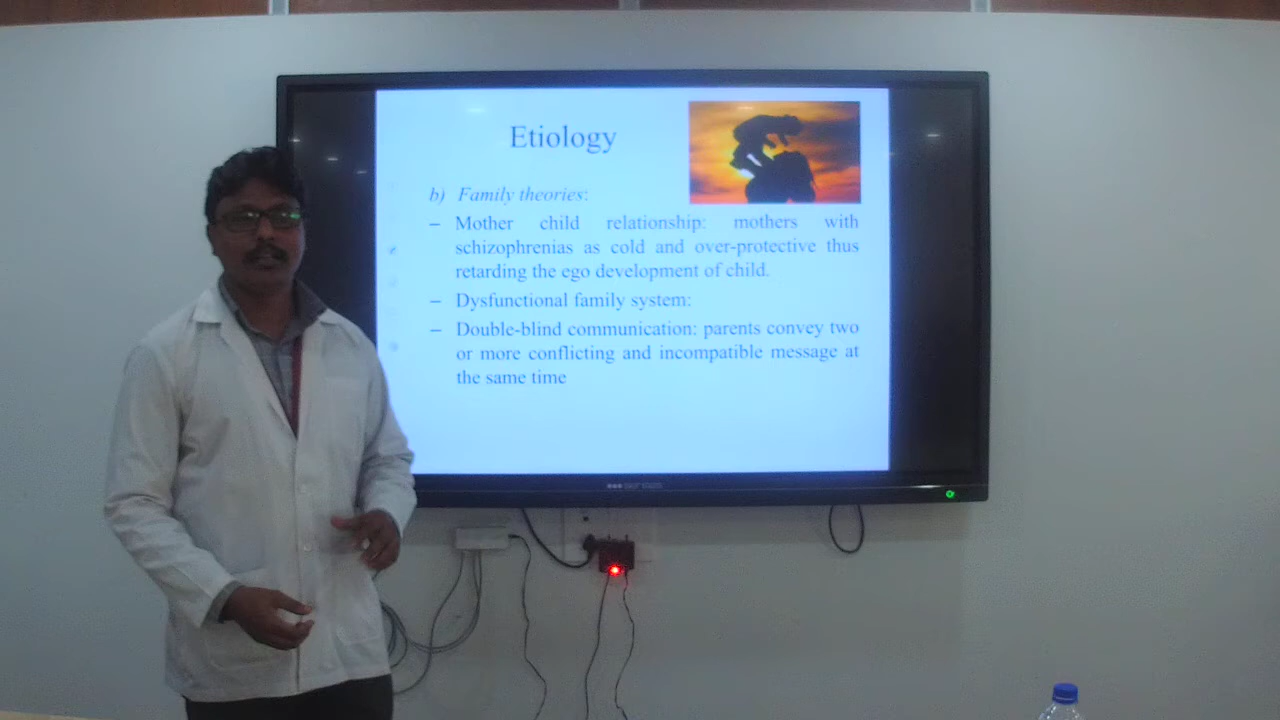 Etiology
b) Family theories:
– Mother child relationship: mothers with
schizophrenias as cold and over-protective thus
retarding the ego development of child.
– Dysfunctional family system:
– Double-blind communication: parents convey two
or more conflicting and incompatible message at
the same time